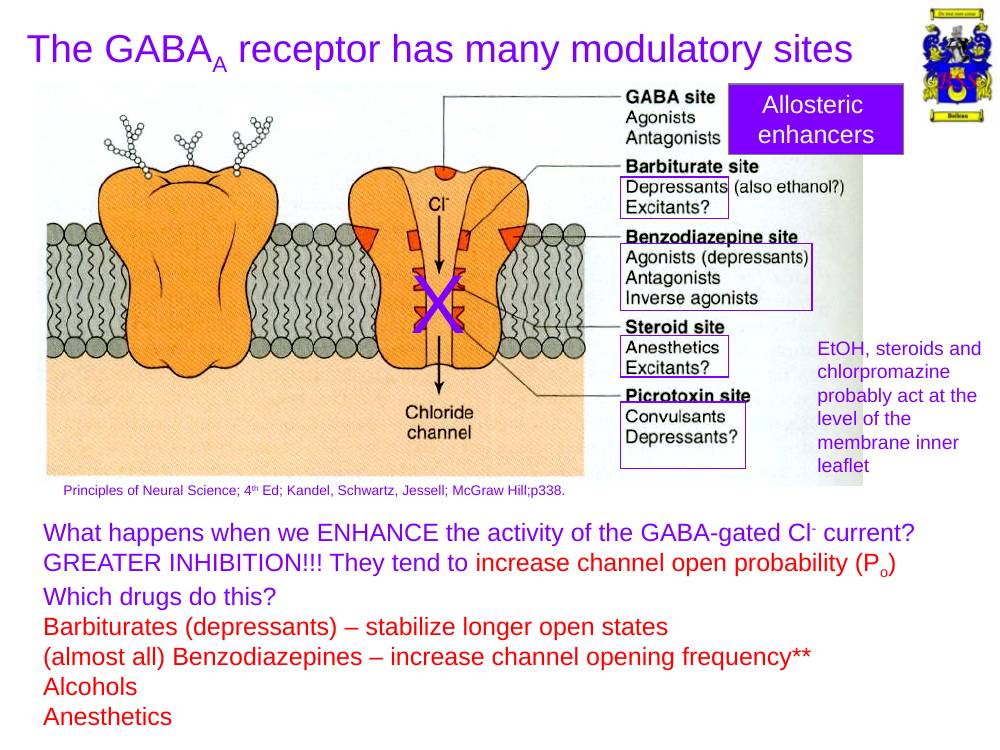 The GABA_A receptor has many modulatory sites
Allosteric
enhancers
GABA site
Agonists
Antagonists
Barbiturate site
Depressants (also ethanol?)
Excitants?
Benzodiazepine site
Agonists (depressants)
Antagonists
Inverse agonists
Steroid site
Anesthetics
Excitants?
Picrotoxin site
Convulsants
Depressants?
Cl-
X
Chloride
channel
EtOH, steroids and
chlorpromazine
probably act at the
level of the
membrane inner
leaflet
Principles of Neural Science; 4th Ed; Kandel, Schwartz, Jessell; McGraw Hill;p338.
What happens when we ENHANCE the activity of the GABA-gated Cl- current?
GREATER INHIBITION!!! They tend to increase channel open probability (Po)
Which drugs do this?
Barbiturates (depressants) – stabilize longer open states
(almost all) Benzodiazepines – increase channel opening frequency**
Alcohols
Anesthetics